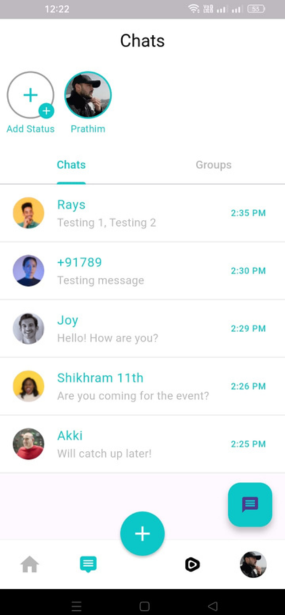 12:22
Chats
Add Status
Prathim
Chats Groups
Rays
2:35 PM
Testing 1, Testing 2
+91789
2:30 PM
Testing message
Joy
2:29 PM
Hello! How are you?
Shikhram 11th
2:26 PM
Are you coming for the event?
Akki
2:25 PM
Will catch up later!